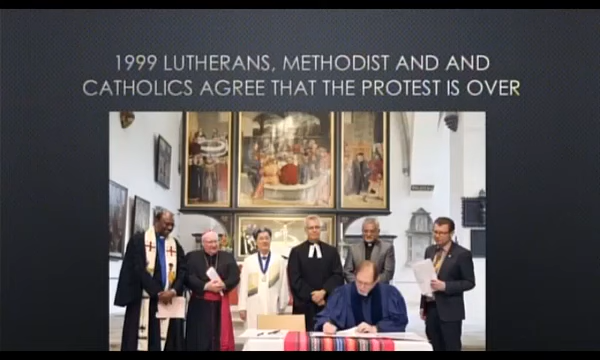 1999 LUTHERANS, METHODIST AND AND
CATHOLICS AGREE THAT THE PROTEST IS OVER